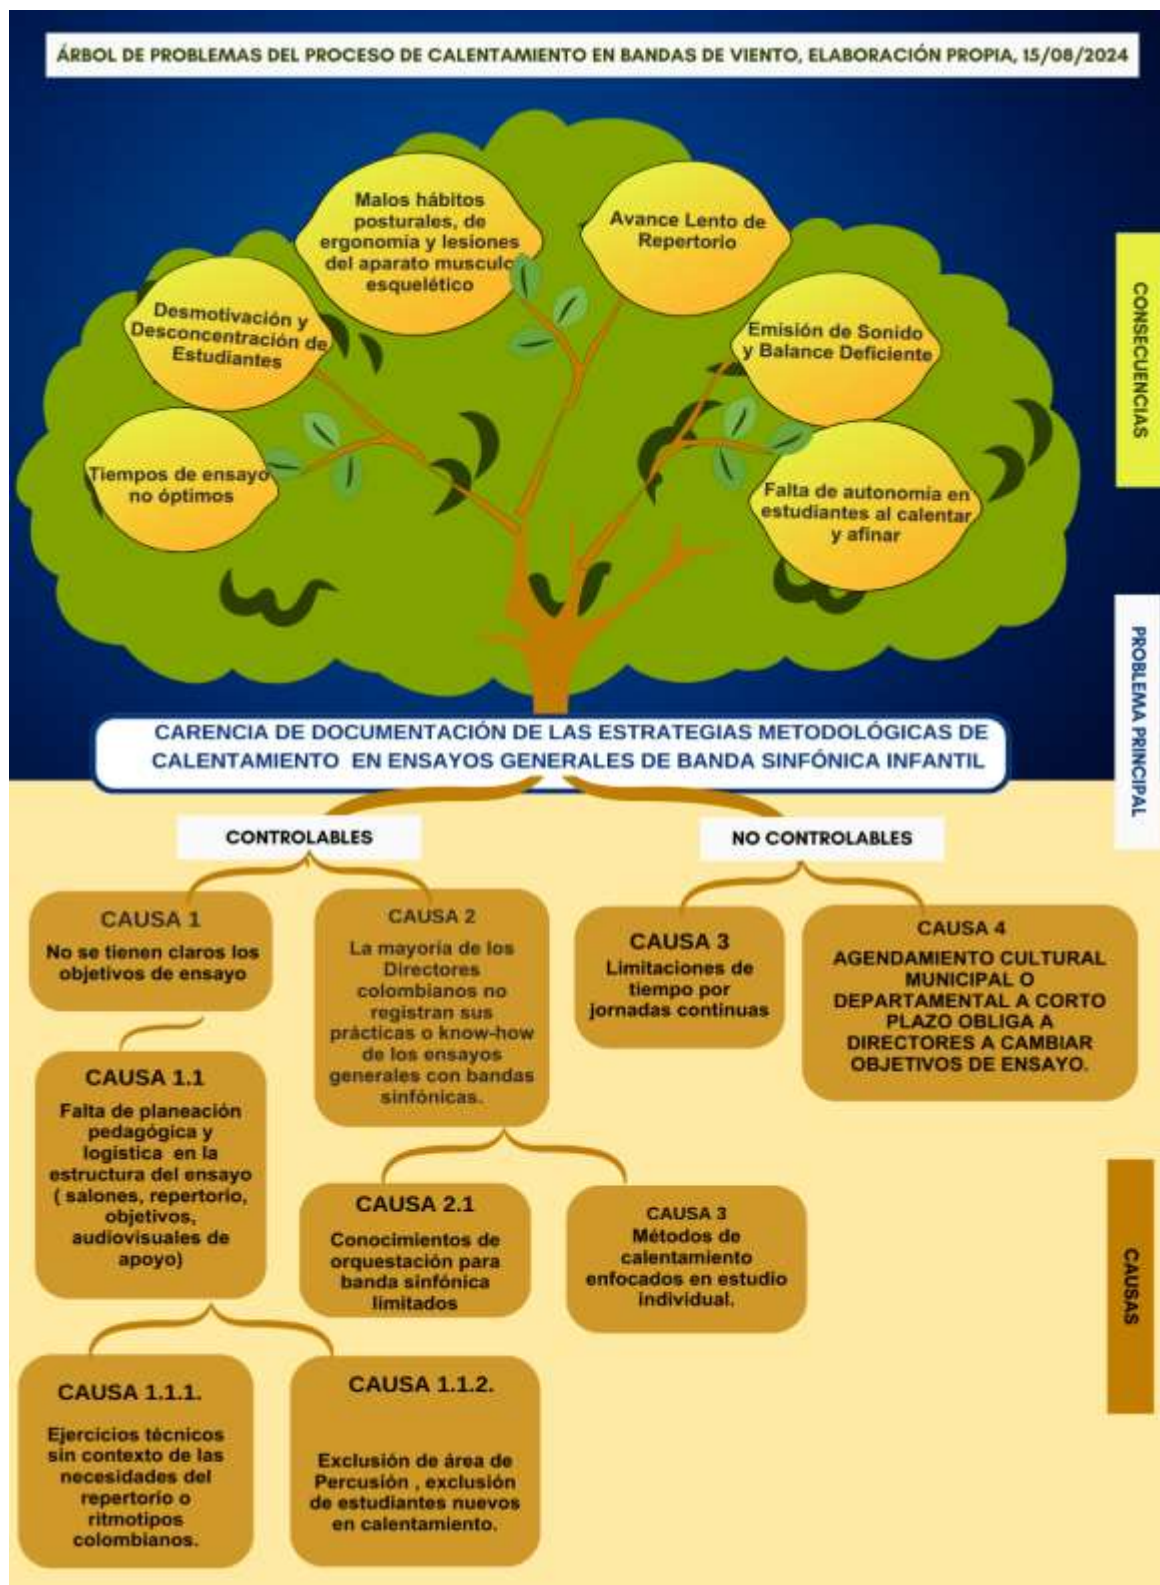 ÁRBOL DE PROBLEMAS DEL PROCESO DE CALENTAMIENTO EN BANDAS DE VIENTO, ELABORACIÓN PROPIA, 15/08/2024
Malos hábitos
posturales, de
ergonomía y lesiones
del aparato musculo
esquelético
Avance Lento de
Repertorio
Desmotivación y
Desconcentración de
Estudiantes
Emisión de Sonido
y Balance Deficiente
Tiempos de ensayo
no óptimos
Falta de autonomía en
estudiantes al calentar
y afinar
CONSECUENCIAS
PROBLEMA PRINCIPAL
CARENCIA DE DOCUMENTACIÓN DE LAS ESTRATEGIAS METODOLÓGICAS DE
CALENTAMIENTO EN ENSAYOS GENERALES DE BANDA SINFÓNICA INFANTIL
CONTROLABLES
NO CONTROLABLES
CAUSA 1
No se tienen claros los
objetivos de ensayo
CAUSA 2
La mayoría de los
Directores
colombianos no
registran sus
prácticas o know-how
de los ensayos
generales con bandas
sinfónicas.
CAUSA 3
Limitaciones de
tiempo por
jornadas continuas
CAUSA 4
AGENDAMIENTO CULTURAL
MUNICIPAL O
DEPARTAMENTAL A CORTO
PLAZO OBLIGA A
DIRECTORES A CAMBIAR
OBJETIVOS DE ENSAYO.
CAUSA 1.1
Falta de planeación
pedagógica y
logística en la
estructura del ensayo
( salones, repertorio,
objetivos,
audiovisuales de
apoyo)
CAUSA 2.1
Conocimientos de
orquestación para
banda sinfónica
limitados
CAUSA 3
Métodos de
calentamiento
enfocados en estudio
individual.
CAUSAS
CAUSA 1.1.1.
Ejercicios técnicos
sin contexto de las
necesidades del
repertorio o
ritmotipos
colombianos.
CAUSA 1.1.2.
Exclusión de área de
Percusión , exclusión
de estudiantes nuevos
en calentamiento.